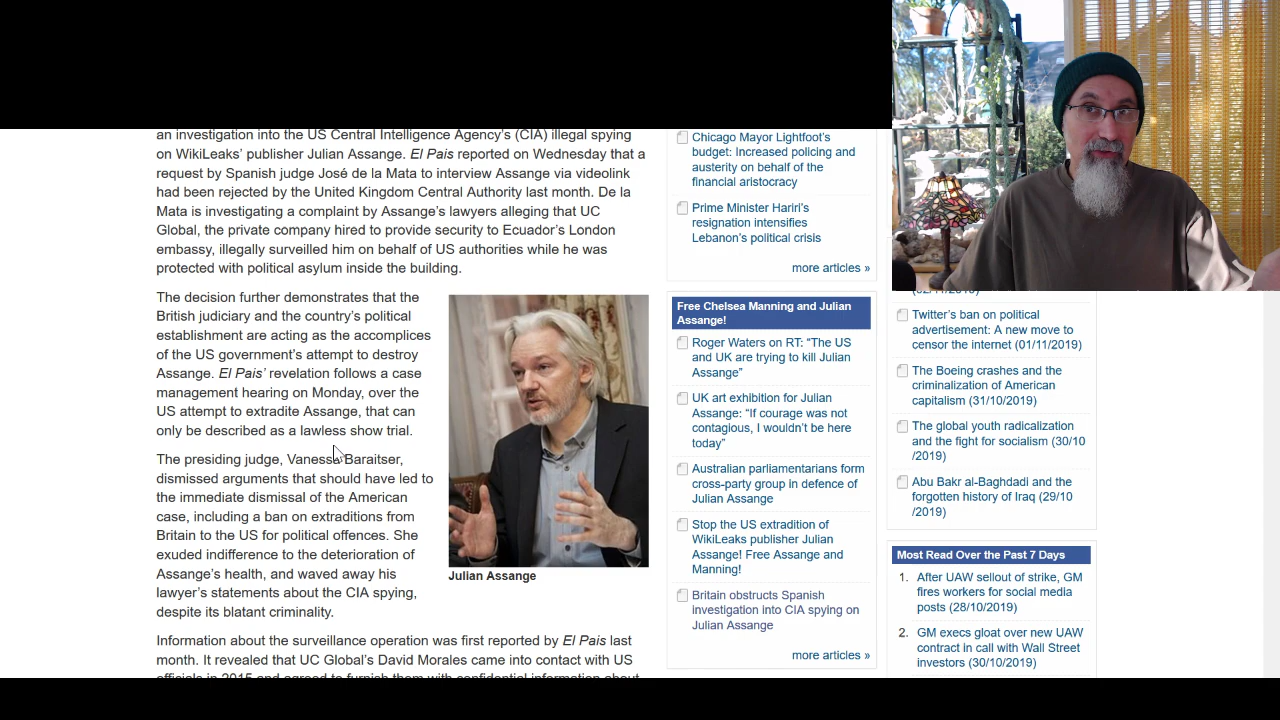 an investigation into the US Central Intelligence Agency's (CIA) illegal spying
on WikiLeaks' publisher Julian Assange. El Pais reported on Wednesday that a
request by Spanish judge José de la Mata to interview Assange via videolink
had been rejected by the United Kingdom Central Authority last month. De la
Mata is investigating a complaint by Assange's lawyers alleging that UC
Global, the private company hired to provide security to Ecuador's London
embassy, illegally surveilled him on behalf of US authorities while he was
protected with political asylum inside the building.
The decision further demonstrates that the
British judiciary and the country's political
establishment are acting as the accomplices
of the US government's attempt to destroy
Assange. El Pais' revelation follows a case
management hearing on Monday, over the
US attempt to extradite Assange, that can
only be described as a lawless show trial.
The presiding judge, Vanessa Baraitser,
dismissed arguments that should have led to
the immediate dismissal of the American
case, including a ban on extraditions from
Britain to the US for political offences. She
exuded indifference to the deterioration of
Assange's health, and waved away his
lawyer's statements about the CIA spying,
despite its blatant criminality.
Julian Assange
Information about the surveillance operation was first reported by El Pais last
month. It revealed that UC Global's David Morales came into contact with US
officials in 2015 and agreed to furnish them with confidential information about
Chicago Mayor Lightfoot's
budget: Increased policing and
austerity on behalf of the
financial aristocracy
Prime Minister Hariri's
resignation intensifies
Lebanon's political crisis
more articles »
Free Chelsea Manning and Julian
Assange!
Roger Waters on RT: "The US
and UK are trying to kill Julian
Assange"
UK art exhibition for Julian
Assange: "If courage was not
contagious, I wouldn't be here
today"
Australian parliamentarians form
cross-party group in defence of
Julian Assange
Stop the US extradition of
WikiLeaks publisher Julian
Assange! Free Assange and
Manning!
Britain obstructs Spanish
investigation into CIA spying on
Julian Assange
more articles »
(02/11/2019)
Twitter's ban on political
advertisement: A new move to
censor the internet (01/11/2019)
The Boeing crashes and the
criminalization of American
capitalism (31/10/2019)
The global youth radicalization
and the fight for socialism (30/10
/2019)
Abu Bakr al-Baghdadi and the
forgotten history of Iraq (29/10
/2019)
Most Read Over the Past 7 Days
1. After UAW sellout of strike, GM
fires workers for social media
posts (28/10/2019)
2. GM execs gloat over new UAW
contract in call with Wall Street
investors (30/10/2019)